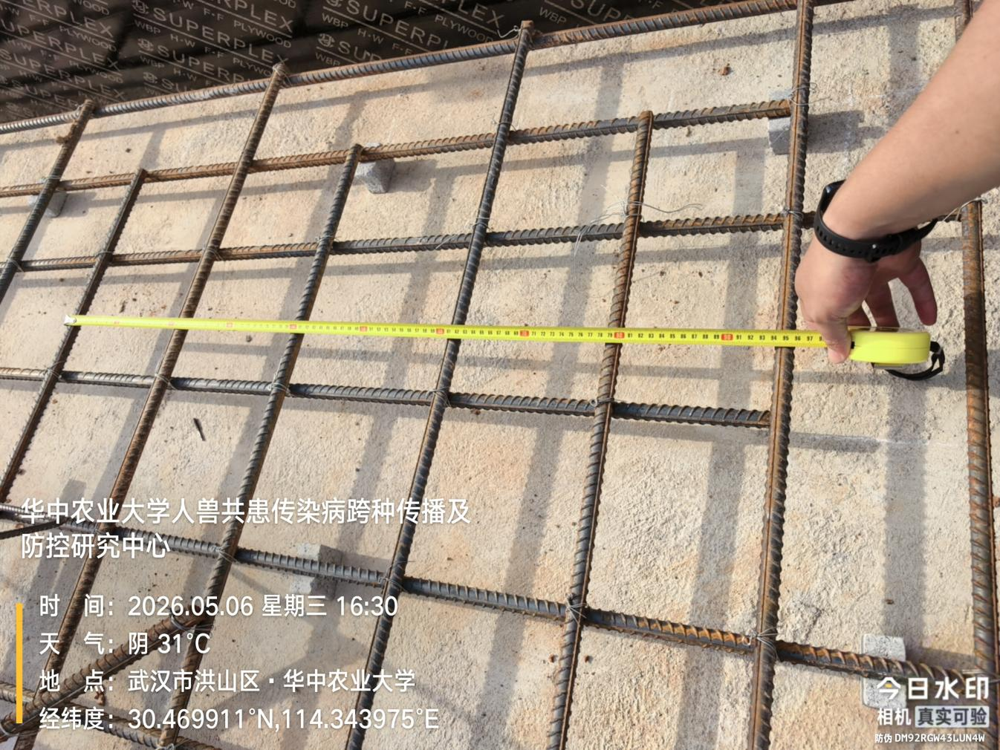 SUPERPLEX
WBP H·W F·F PLYWOOD
华中农业大学人兽共患传染病跨种传播及
防控研究中心
时 间：2026.05.06 星期三 16:30
天 气：阴 31℃
地 点：武汉市洪山区·华中农业大学
经纬度：30.469911°N,114.343975°E
今日水印
相机 真实可验
防伪 DM92RGW43LUN4W